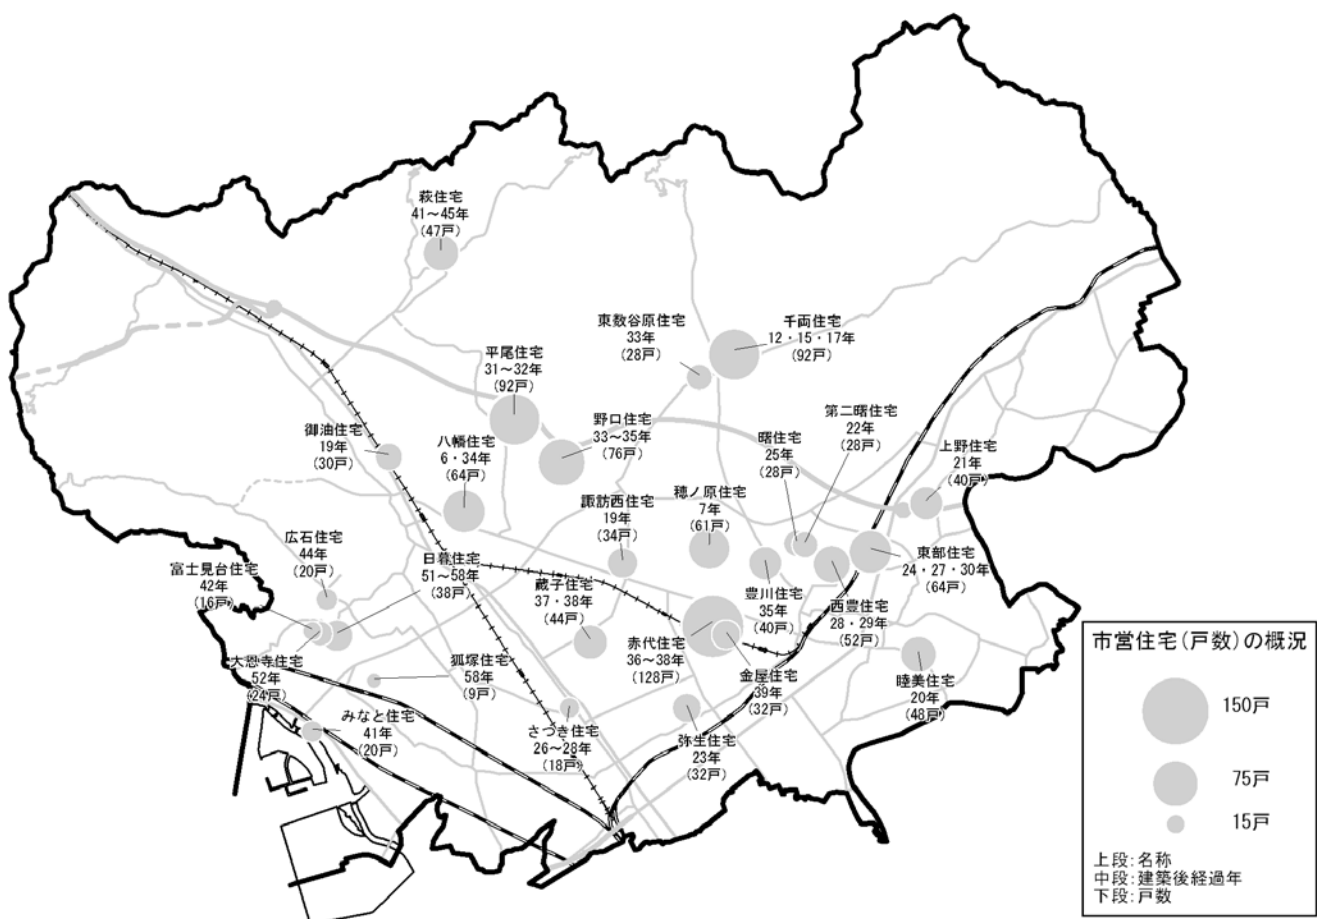 萩住宅
41～45年
(47戸)
東数谷原住宅
33年
(28戸)
千両住宅
12・15・17年
(92戸)
平尾住宅
31～32年
(92戸)
野口住宅
33～35年
(76戸)
第二曙住宅
22年
(28戸)
御油住宅
19年
(30戸)
八幡住宅
6・34年
(64戸)
曙住宅
25年
(28戸)
上野住宅
21年
(40戸)
諏訪西住宅
19年
(34戸)
穂ノ原住宅
7年
(61戸)
広石住宅
44年
(20戸)
富士見台住宅
42年
(16戸)
日暮住宅
51～58年
(38戸)
蔵子住宅
37・38年
(44戸)
豊川住宅
35年
(40戸)
西豊住宅
28・29年
(52戸)
東部住宅
24・27・30年
(64戸)
赤代住宅
36～38年
(128戸)
金屋住宅
39年
(32戸)
睦美住宅
20年
(48戸)
大恩寺住宅
52年
(24戸)
狐塚住宅
58年
(9戸)
みなと住宅
41年
(20戸)
さつき住宅
26～28年
(18戸)
弥生住宅
23年
(32戸)
市営住宅(戸数)の概況
150戸
75戸
15戸
上段:名称
中段:建築後経過年
下段:戸数